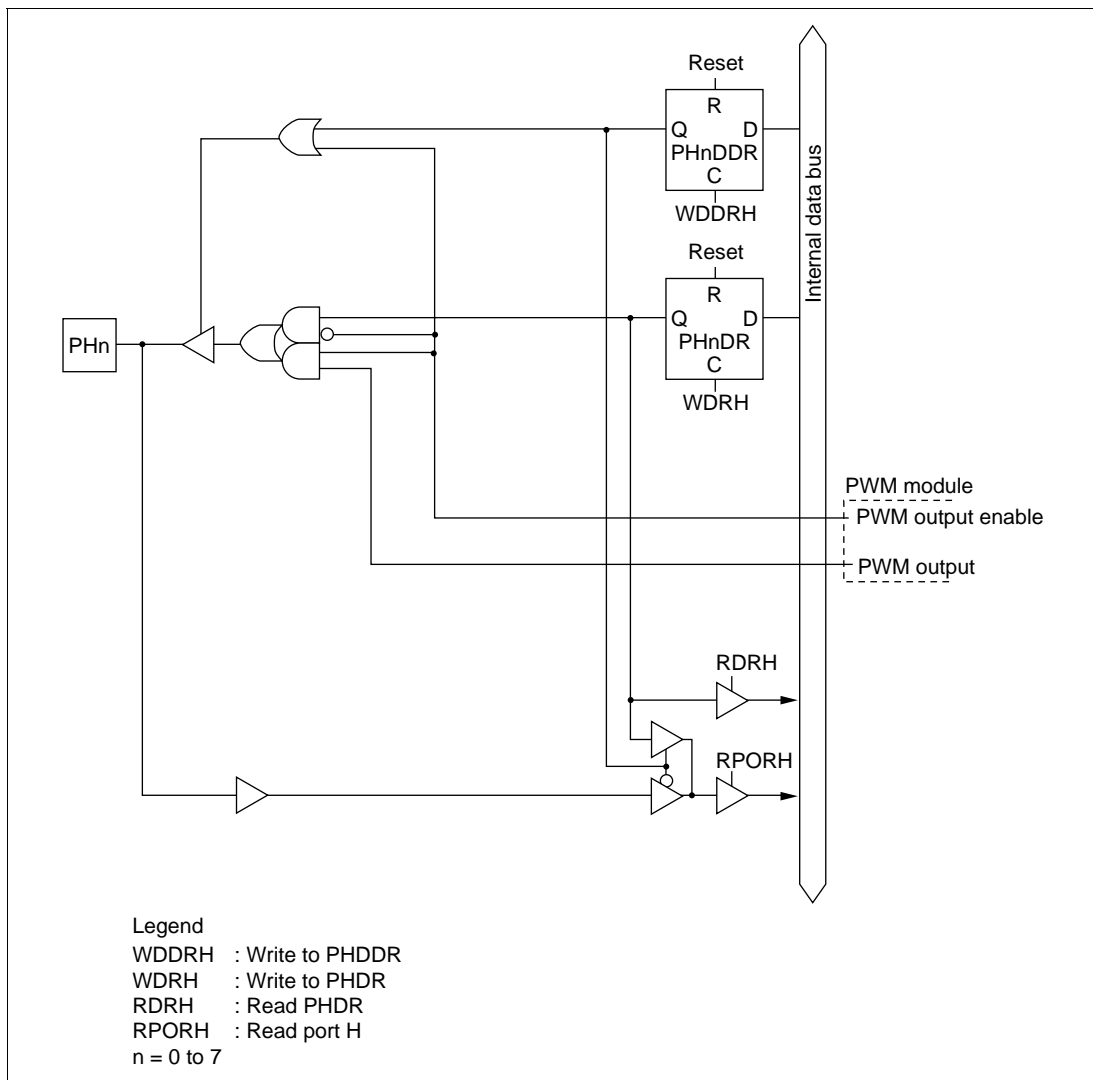 Reset
R
Q D
PHnDDR
C
WDDRH
Internal data bus
Reset
R
Q D
PHnDR
C
WDRH
PHn
PWM module
PWM output enable
PWM output
RDRH
RPORH
Legend
WDDRH : Write to PHDDR
WDRH : Write to PHDR
RDRH : Read PHDR
RPORH : Read port H
n = 0 to 7